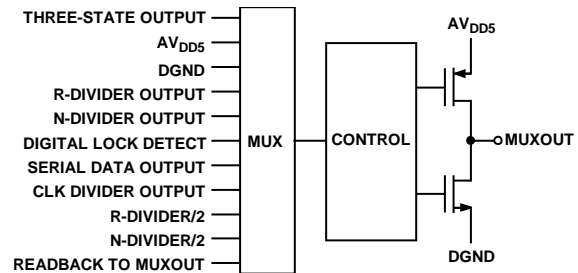 THREE-STATE OUTPUT
AVDD5
DGND
R-DIVIDER OUTPUT
N-DIVIDER OUTPUT
DIGITAL LOCK DETECT
SERIAL DATA OUTPUT
CLK DIVIDER OUTPUT
R-DIVIDER/2
N-DIVIDER/2
READBACK TO MUXOUT
MUX
CONTROL
AVDD5
MUXOUT
DGND